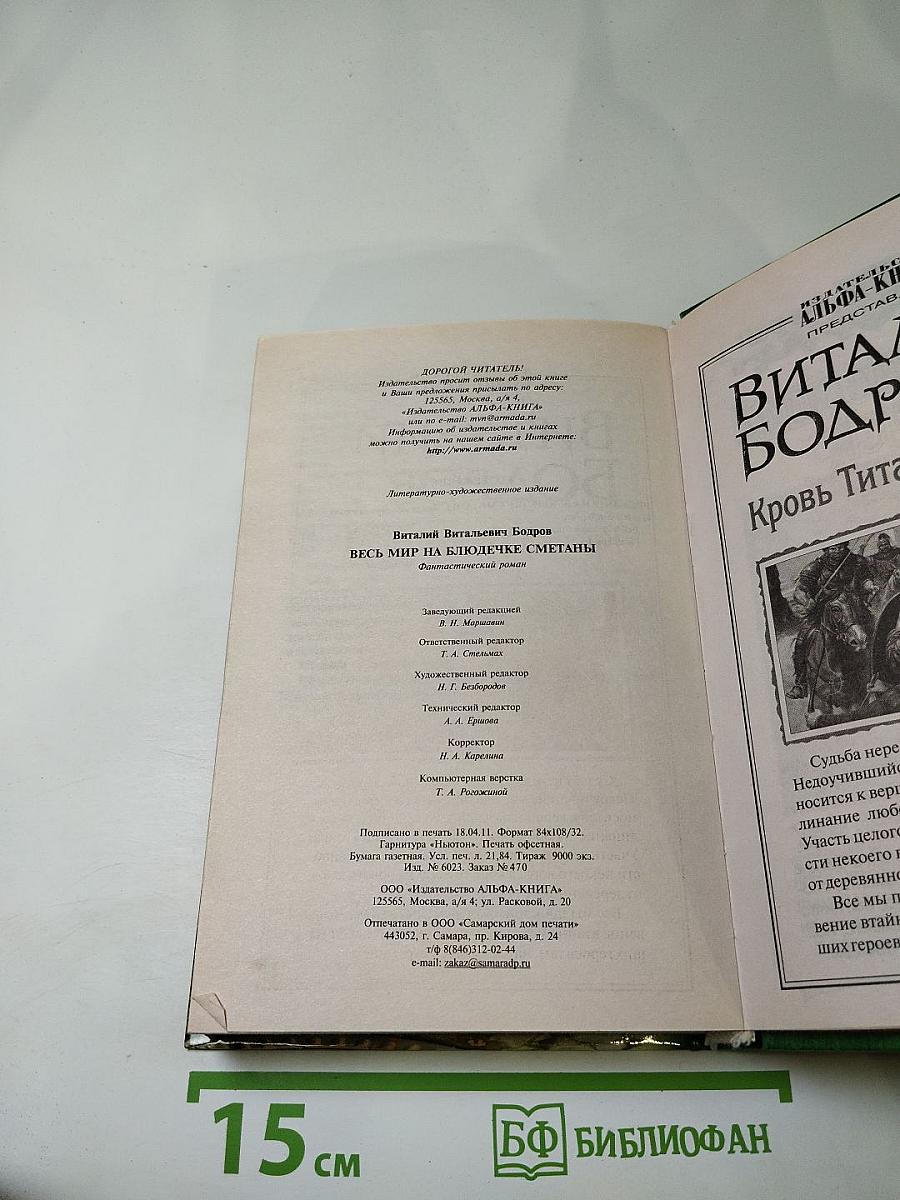 ДОРОГОЙ ЧИТАТЕЛЬ!
Издательство просит отзывы об этой книге
и Ваши предложения присылать по адресу:
125565, Москва, а/я 4,
«Издательство АЛЬФА-КНИГА»
или по e-mail: mvn@armada.ru
Информацию об издательстве и книгах
можно получить на нашем сайте в Интернете:
http://www.armada.ru
Литературно-художественное издание
Виталий Витальевич Бодров
ВЕСЬ МИР НА БЛЮДЕЧКЕ СМЕТАНЫ
Фантастический роман
Заведующий редакцией
В. Н. Маршавин
Ответственный редактор
Т. А. Стельмах
Художественный редактор
Н. Г. Безбородов
Технический редактор
А. А. Ершова
Корректор
Н. А. Карелина
Компьютерная верстка
Т. А. Рогожиной
Подписано в печать 18.04.11. Формат 84х108/32.
Гарнитура «Ньютон». Печать офсетная.
Бумага газетная. Усл. печ. л. 21,84. Тираж 9000 экз.
Изд. № 6023. Заказ № 470
ООО «Издательство АЛЬФА-КНИГА»
125565, Москва, а/я 4; ул. Расковой, д. 20
Отпечатано в ООО «Самарский дом печати»
443052, г. Самара, пр. Кирова, д. 24
т/ф 8(846)312-02-44
e-mail: zakaz@samaradp.ru
ИЗДАТЕЛЬС
АЛЬФА-КН
ПРЕДСТАВ
ВИТАЛ
БОДР
Кровь Тита
Судьба нере
Недоучившийс
носится к вер
линание любо
Участь целого
сти некоего
от деревянно
Все мы п
вение втай
ших героев
15 см
БФ БИБЛИОФАН